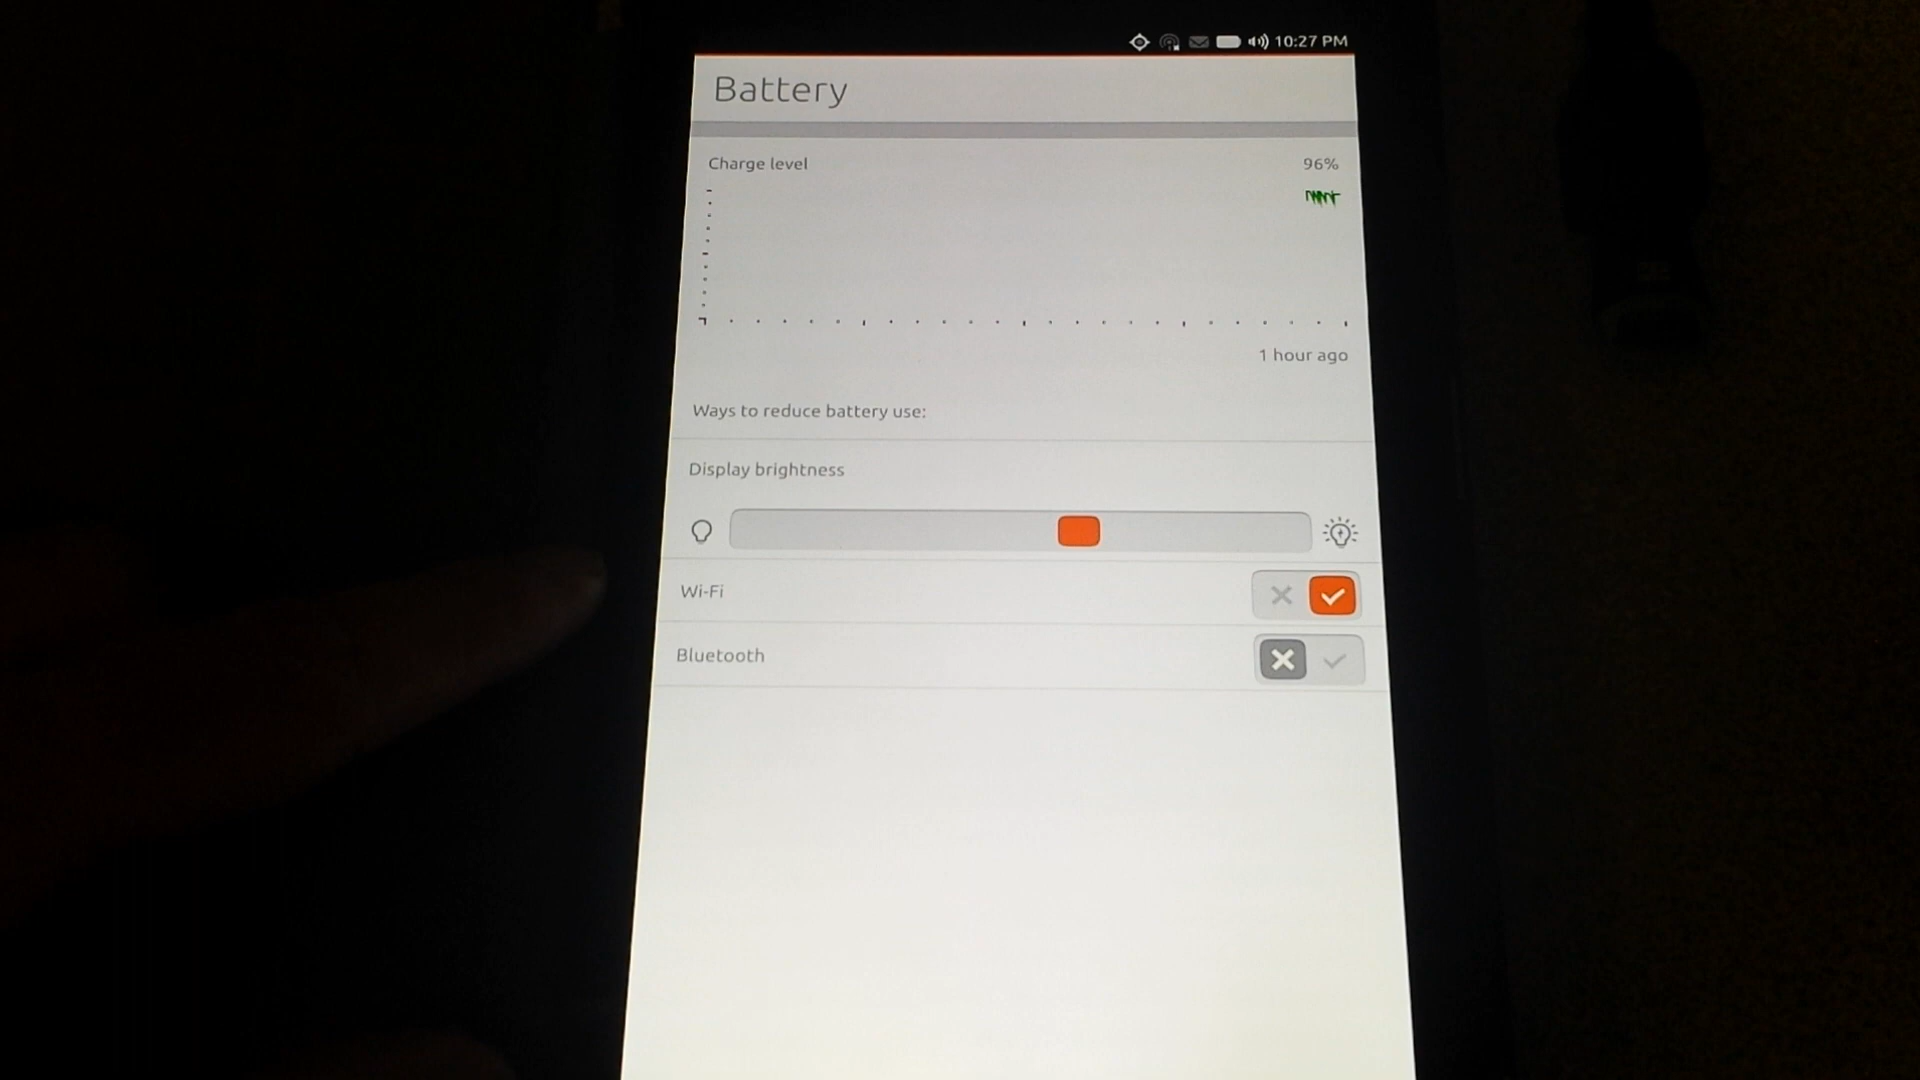 10:27 PM
Battery
Charge level 96%
1 hour ago
Ways to reduce battery use:
Display brightness
Wi-Fi
Bluetooth